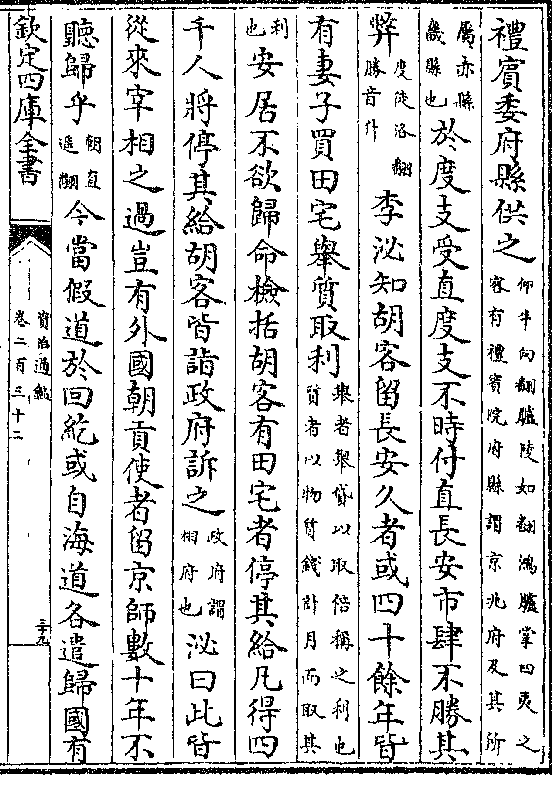 禮賓委府縣供之仰牛向翻臚陵如翻鴻臚掌四夷之客有禮賓院府縣謂京兆府及其所
屬赤縣畿縣也於度支受直度支不時付直長安市肆不勝其
弊度徒洛翻勝音升李泌知胡客留長安久者或四十餘年皆
有妻子買田宅舉質取利舉者舉貸以取倍稱之利也質者以物質錢計月而取其
利也安居不欲歸命檢括胡客有田宅者停其給凡得四
千人將停其給胡客皆詣政府訴之政府謂相府也泌曰此皆
從來宰相之過豈有外國朝貢使者留京師數十年不
聽歸乎朝直遥翻今當假道於回紇或自海道各遣歸國有
欽定四庫全書
資治通鑑
卷二百三十二
三九